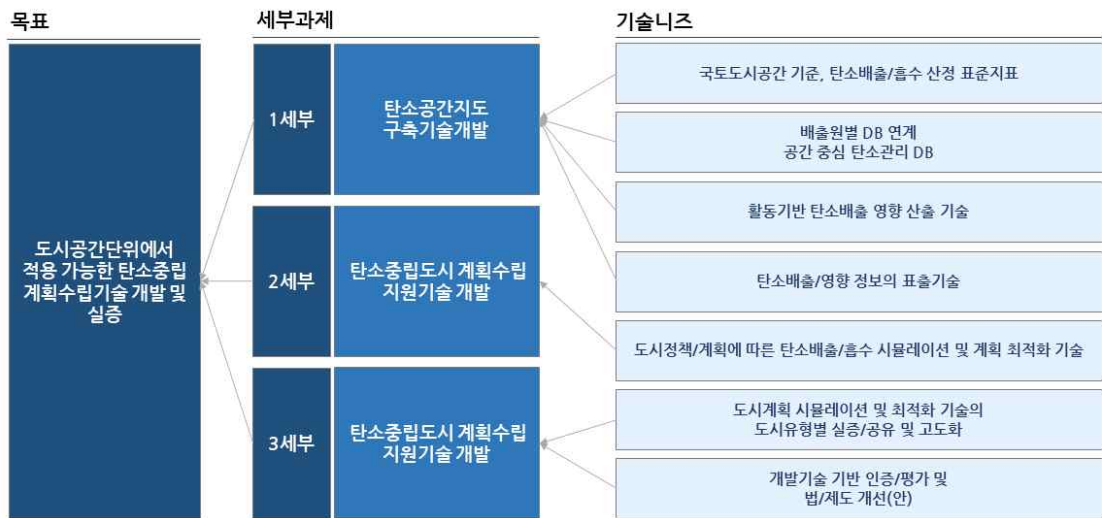 목표
세부과제
기술니즈
도시공간단위에서
적용 가능한 탄소중립
계획수립기술 개발 및
실증
1세부
탄소공간지도
구축기술개발
2세부
탄소중립도시 계획수립
지원기술 개발
3세부
탄소중립도시 계획수립
지원기술 개발
국토도시공간 기준, 탄소배출/흡수 산정 표준지표
배출원별 DB 연계
공간 중심 탄소관리 DB
활동기반 탄소배출 영향 산출 기술
탄소배출/영향 정보의 표출기술
도시정책/계획에 따른 탄소배출/흡수 시뮬레이션 및 계획 최적화 기술
도시계획 시뮬레이션 및 최적화 기술의
도시유형별 실증/공유 및 고도화
개발기술 기반 인증/평가 및
법/제도 개선(안)